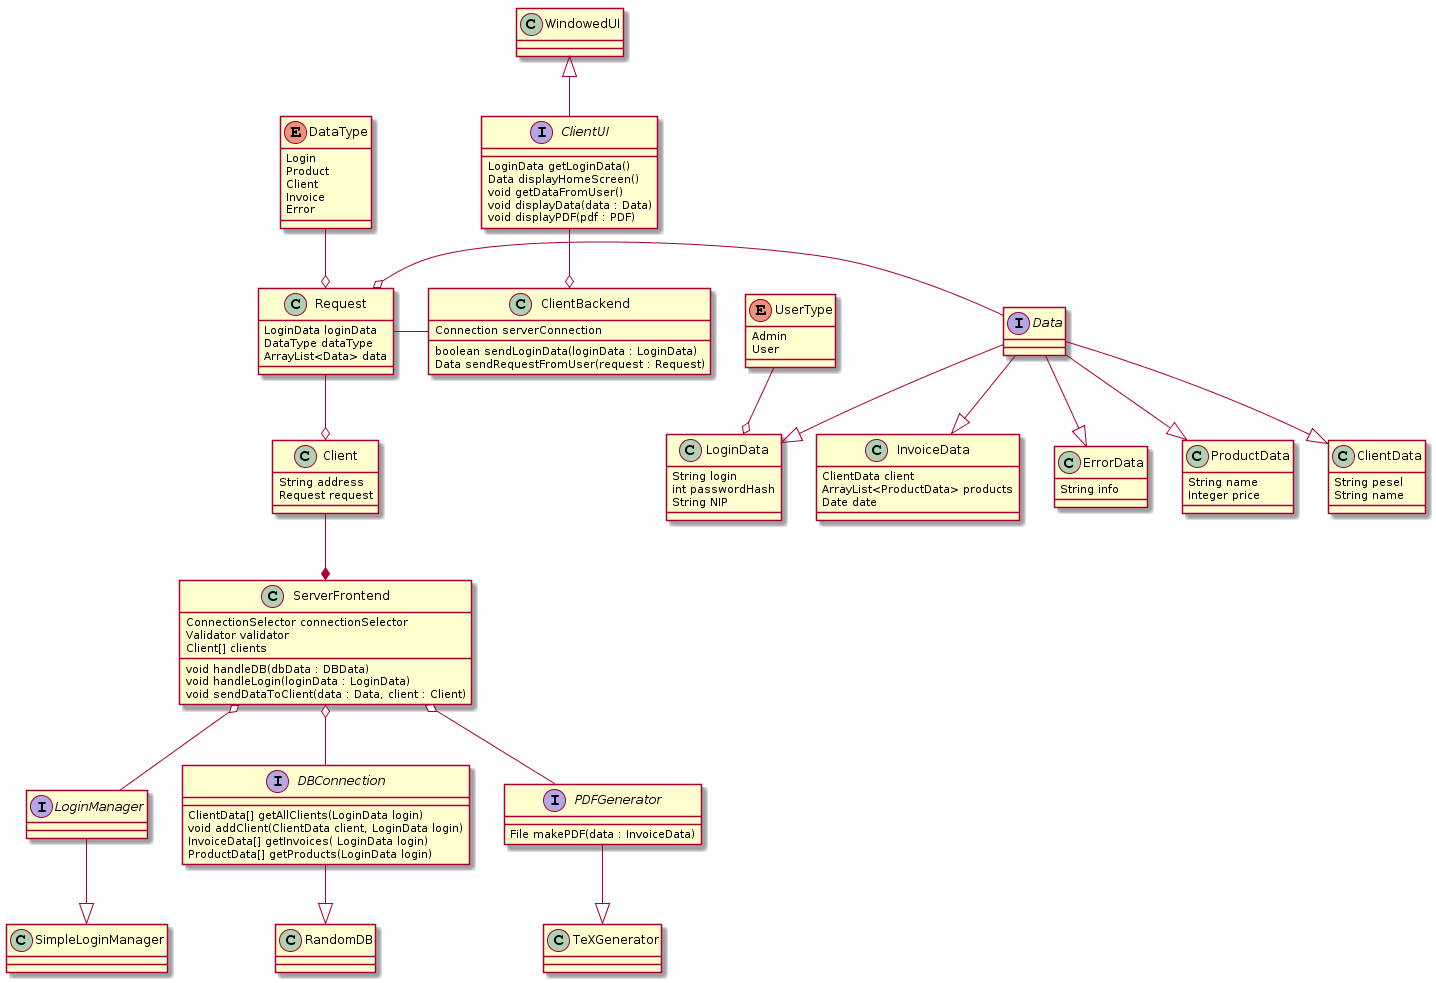 C WindowedUI
E DataType
Login
Product
Client
Invoice
Error
I ClientUI
LoginData getLoginData()
Data displayHomeScreen()
void getDataFromUser()
void displayData(data : Data)
void displayPDF(pdf : PDF)
C Request
LoginData loginData
DataType dataType
ArrayList<Data> data
C ClientBackend
Connection serverConnection
boolean sendLoginData(loginData : LoginData)
Data sendRequestFromUser(request : Request)
E UserType
Admin
User
I Data
C Client
String address
Request request
C LoginData
String login
int passwordHash
String NIP
C InvoiceData
ClientData client
ArrayList<ProductData> products
Date date
C ErrorData
String info
C ProductData
String name
Integer price
C ClientData
String pesel
String name
C ServerFrontend
ConnectionSelector connectionSelector
Validator validator
Client[] clients
void handleDB(dbData : DBData)
void handleLogin(loginData : LoginData)
void sendDataToClient(data : Data, client : Client)
I LoginManager
I DBConnection
ClientData[] getAllClients(LoginData login)
void addClient(ClientData client, LoginData login)
InvoiceData[] getInvoices( LoginData login)
ProductData[] getProducts(LoginData login)
I PDFGenerator
File makePDF(data : InvoiceData)
C SimpleLoginManager
C RandomDB
C TeXGenerator